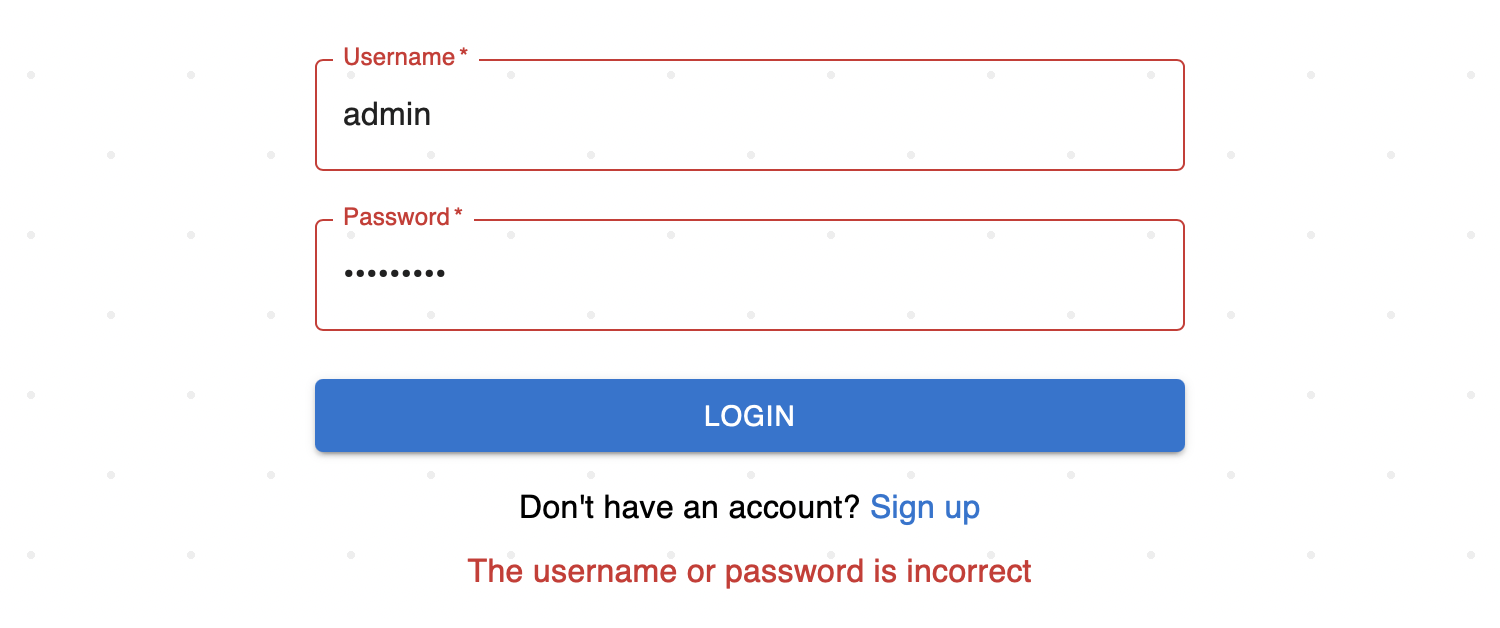 Username *
admin
Password *
•••••••••
LOGIN
Don't have an account? Sign up
The username or password is incorrect